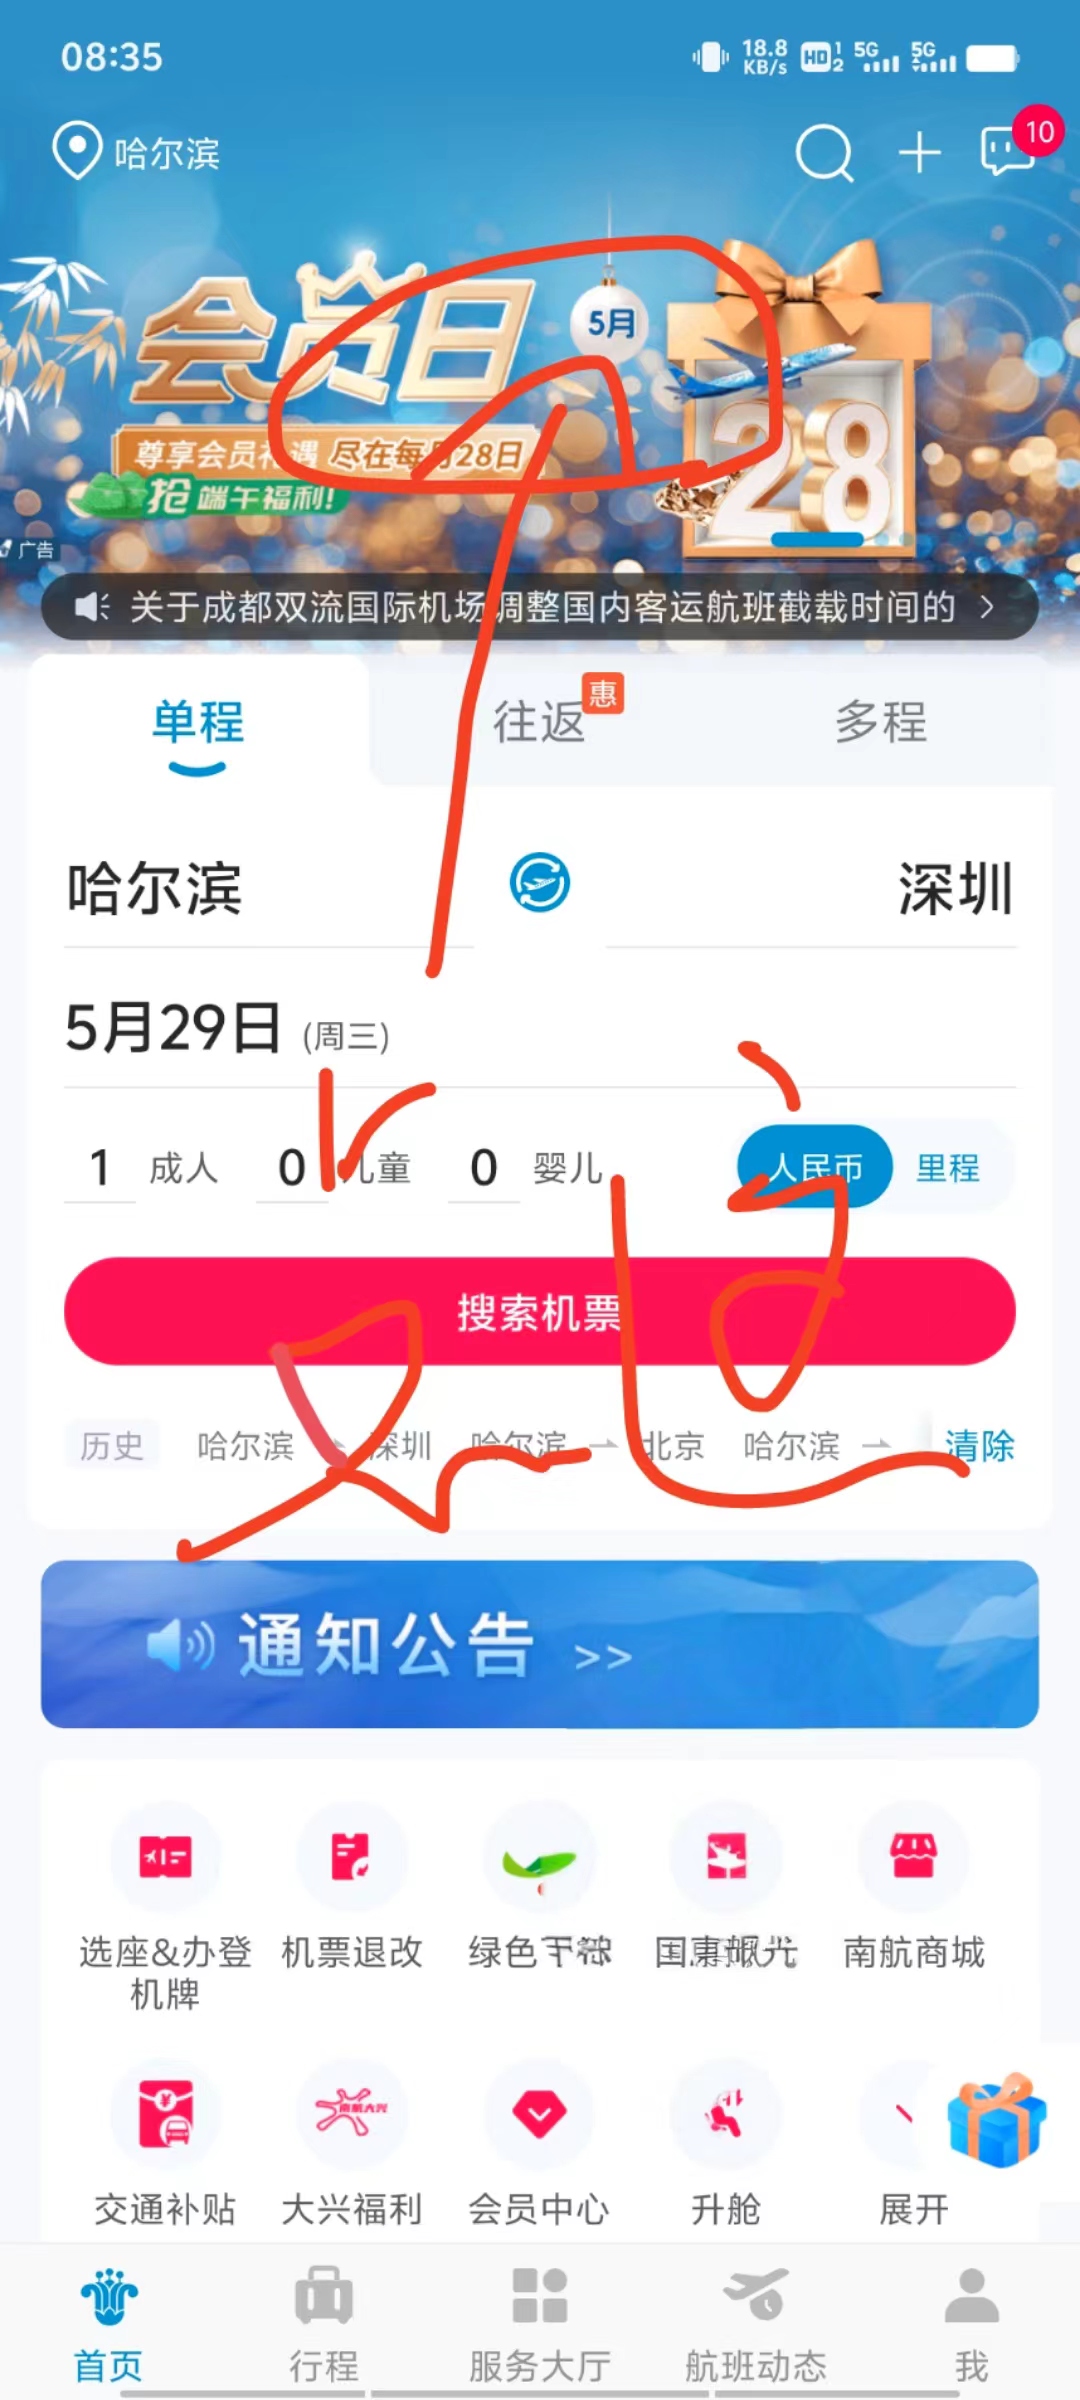 08:35 18.8 KB/s HD 1 2 5G 5G
哈尔滨 10
会员日
5月
28
尊享会员礼遇 尽在每月28日
抢 端午福利!
广告
关于成都双流国际机场调整国内客运航班截载时间的 >
单程 往返 惠 多程
哈尔滨 深圳
5月29日 (周三)
1 成人 0 儿童 0 婴儿 人民币 里程
搜索机票
历史 哈尔滨 深圳 哈尔滨 → 北京 哈尔滨 → 清除
通知公告 >>
选座&办登机牌 机票退改 绿色 南航商城
南航大兴
交通补贴 大兴福利 会员中心 升舱 展开
首页 行程 服务大厅 航班动态 我
点这